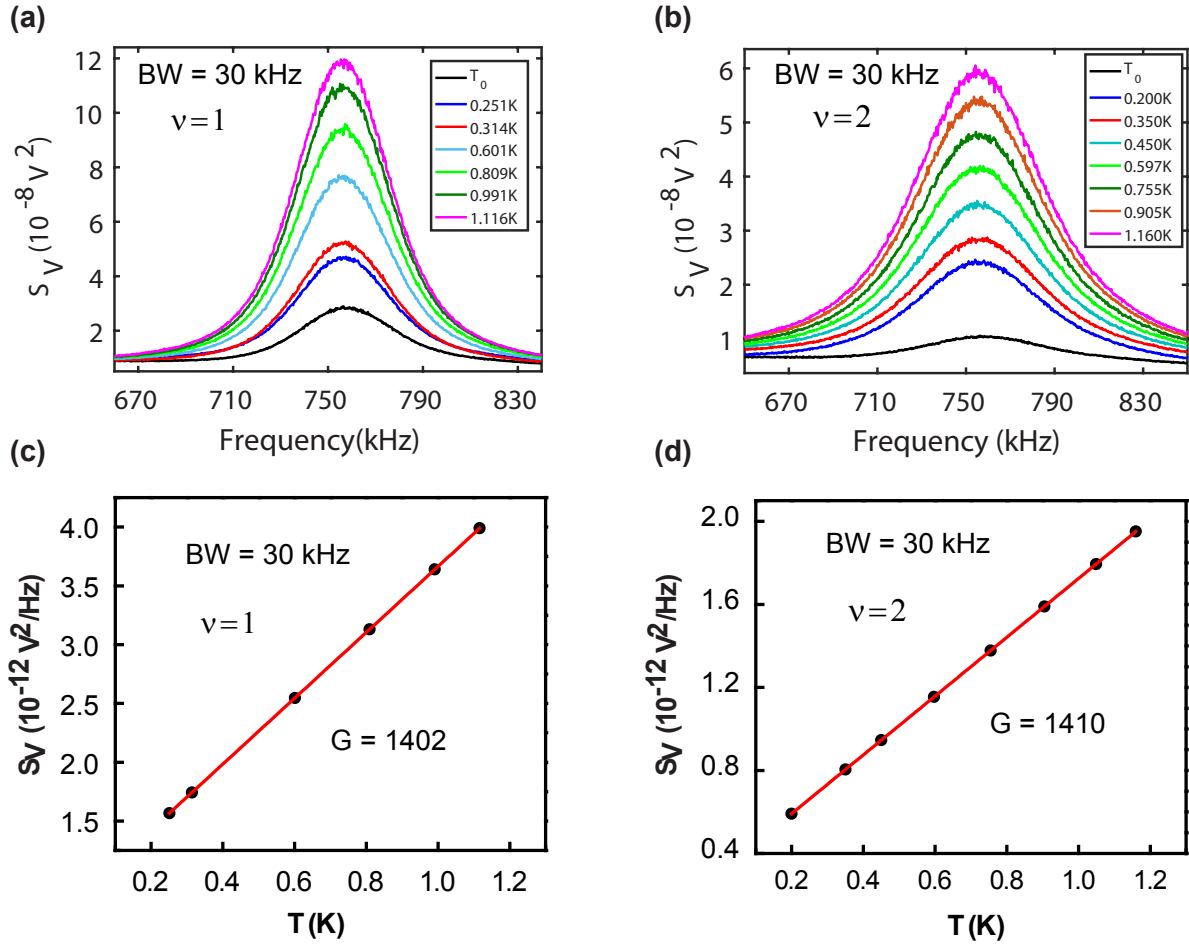 (a)
BW = 30 kHz
ν=1
T0
0.251K
0.314K
0.601K
0.809K
0.991K
1.116K
12
10
8
6
4
2
S V (10-8 V 2)
670 710 750 790 830
Frequency(kHz)
(b)
BW = 30 kHz
ν=2
T0
0.200K
0.350K
0.450K
0.597K
0.755K
0.905K
1.160K
6
5
4
3
2
1
S V (10-8 V 2)
670 710 750 790 830
Frequency (kHz)
(c)
BW = 30 kHz
ν=1
G = 1402
4.0
3.5
3.0
2.5
2.0
1.5
SV (10-12 V2/Hz)
0.2 0.4 0.6 0.8 1.0 1.2
T(K)
(d)
BW = 30 kHz
ν=2
G = 1410
2.0
1.6
1.2
0.8
0.4
SV (10-12 V2/Hz)
0.2 0.4 0.6 0.8 1.0 1.2
T(K)